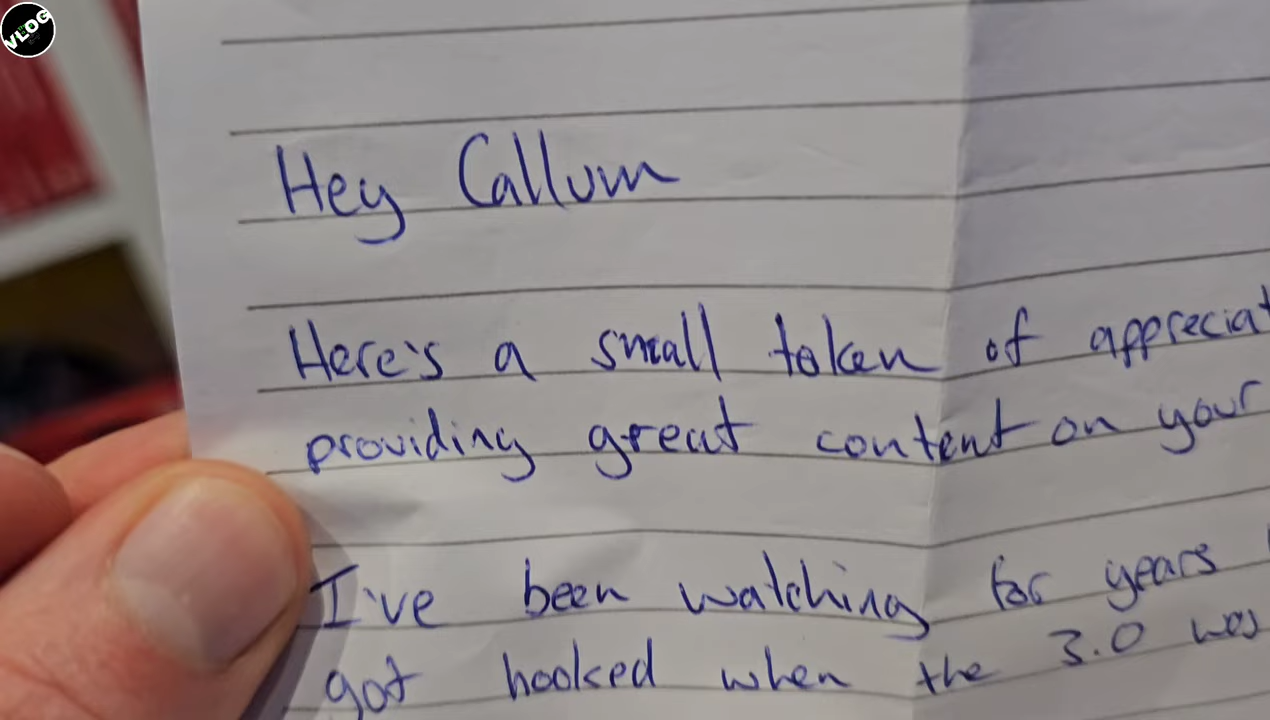 VLOG
Hey Callum
Here's a small token of appreciat
providing great content on your
I've been watching for years
got hooked when the 3.0 was